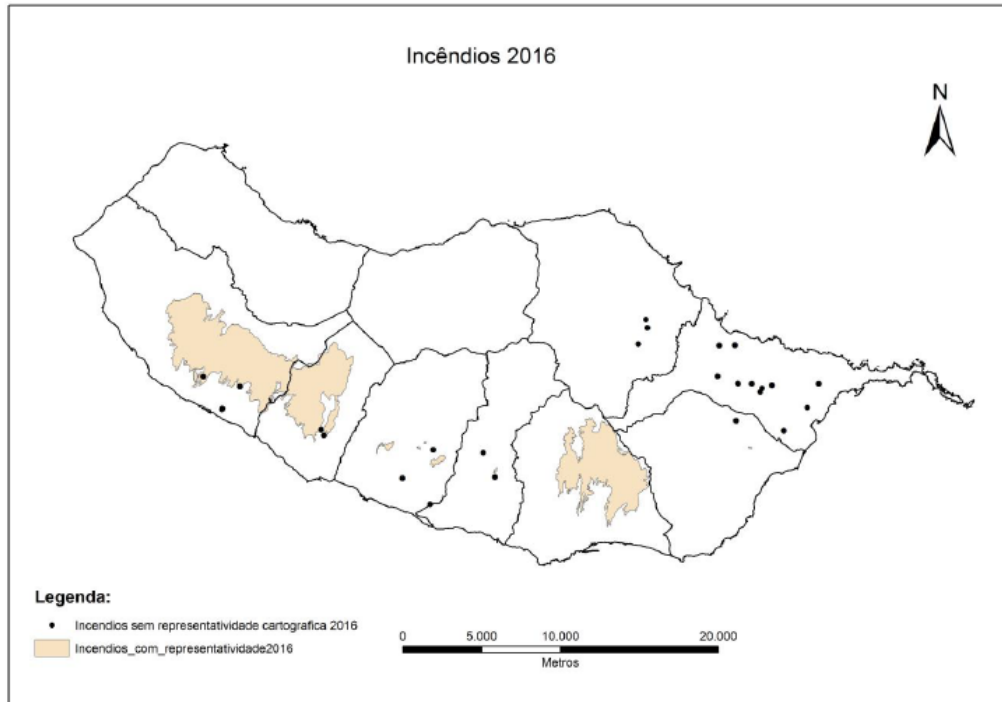 Incêndios 2016
N
Legenda:
Incendios sem representatividade cartografica 2016
Incendios_com_representatividade2016
0 5.000 10.000 20.000
Metros